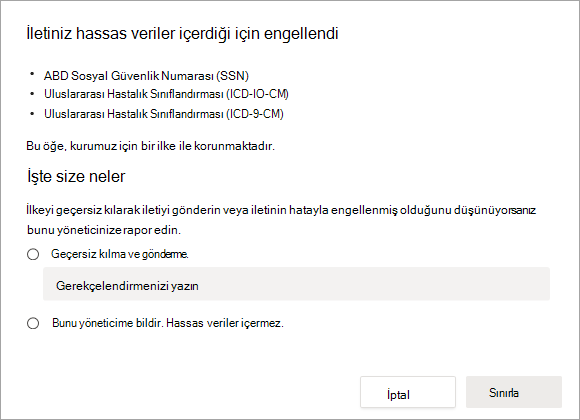 İletiniz hassas veriler içerdiği için engellendi
• ABD Sosyal Güvenlik Numarası (SSN)
• Uluslararası Hastalık Sınıflandırması (ICD-IO-CM)
• Uluslararası Hastalık Sınıflandırması (ICD-9-CM)
Bu öğe, kurumuz için bir ilke ile korunmaktadır.
İşte size neler
İlkeyi geçersiz kılarak iletiyi gönderin veya iletinin hatayla engellenmiş olduğunu düşünüyorsanız
bunu yöneticinize rapor edin.
Geçersiz kılma ve gönderme.
Gerekçelendirmenizi yazın
Bunu yöneticime bildir. Hassas veriler içermez.
İptal
Sınırla